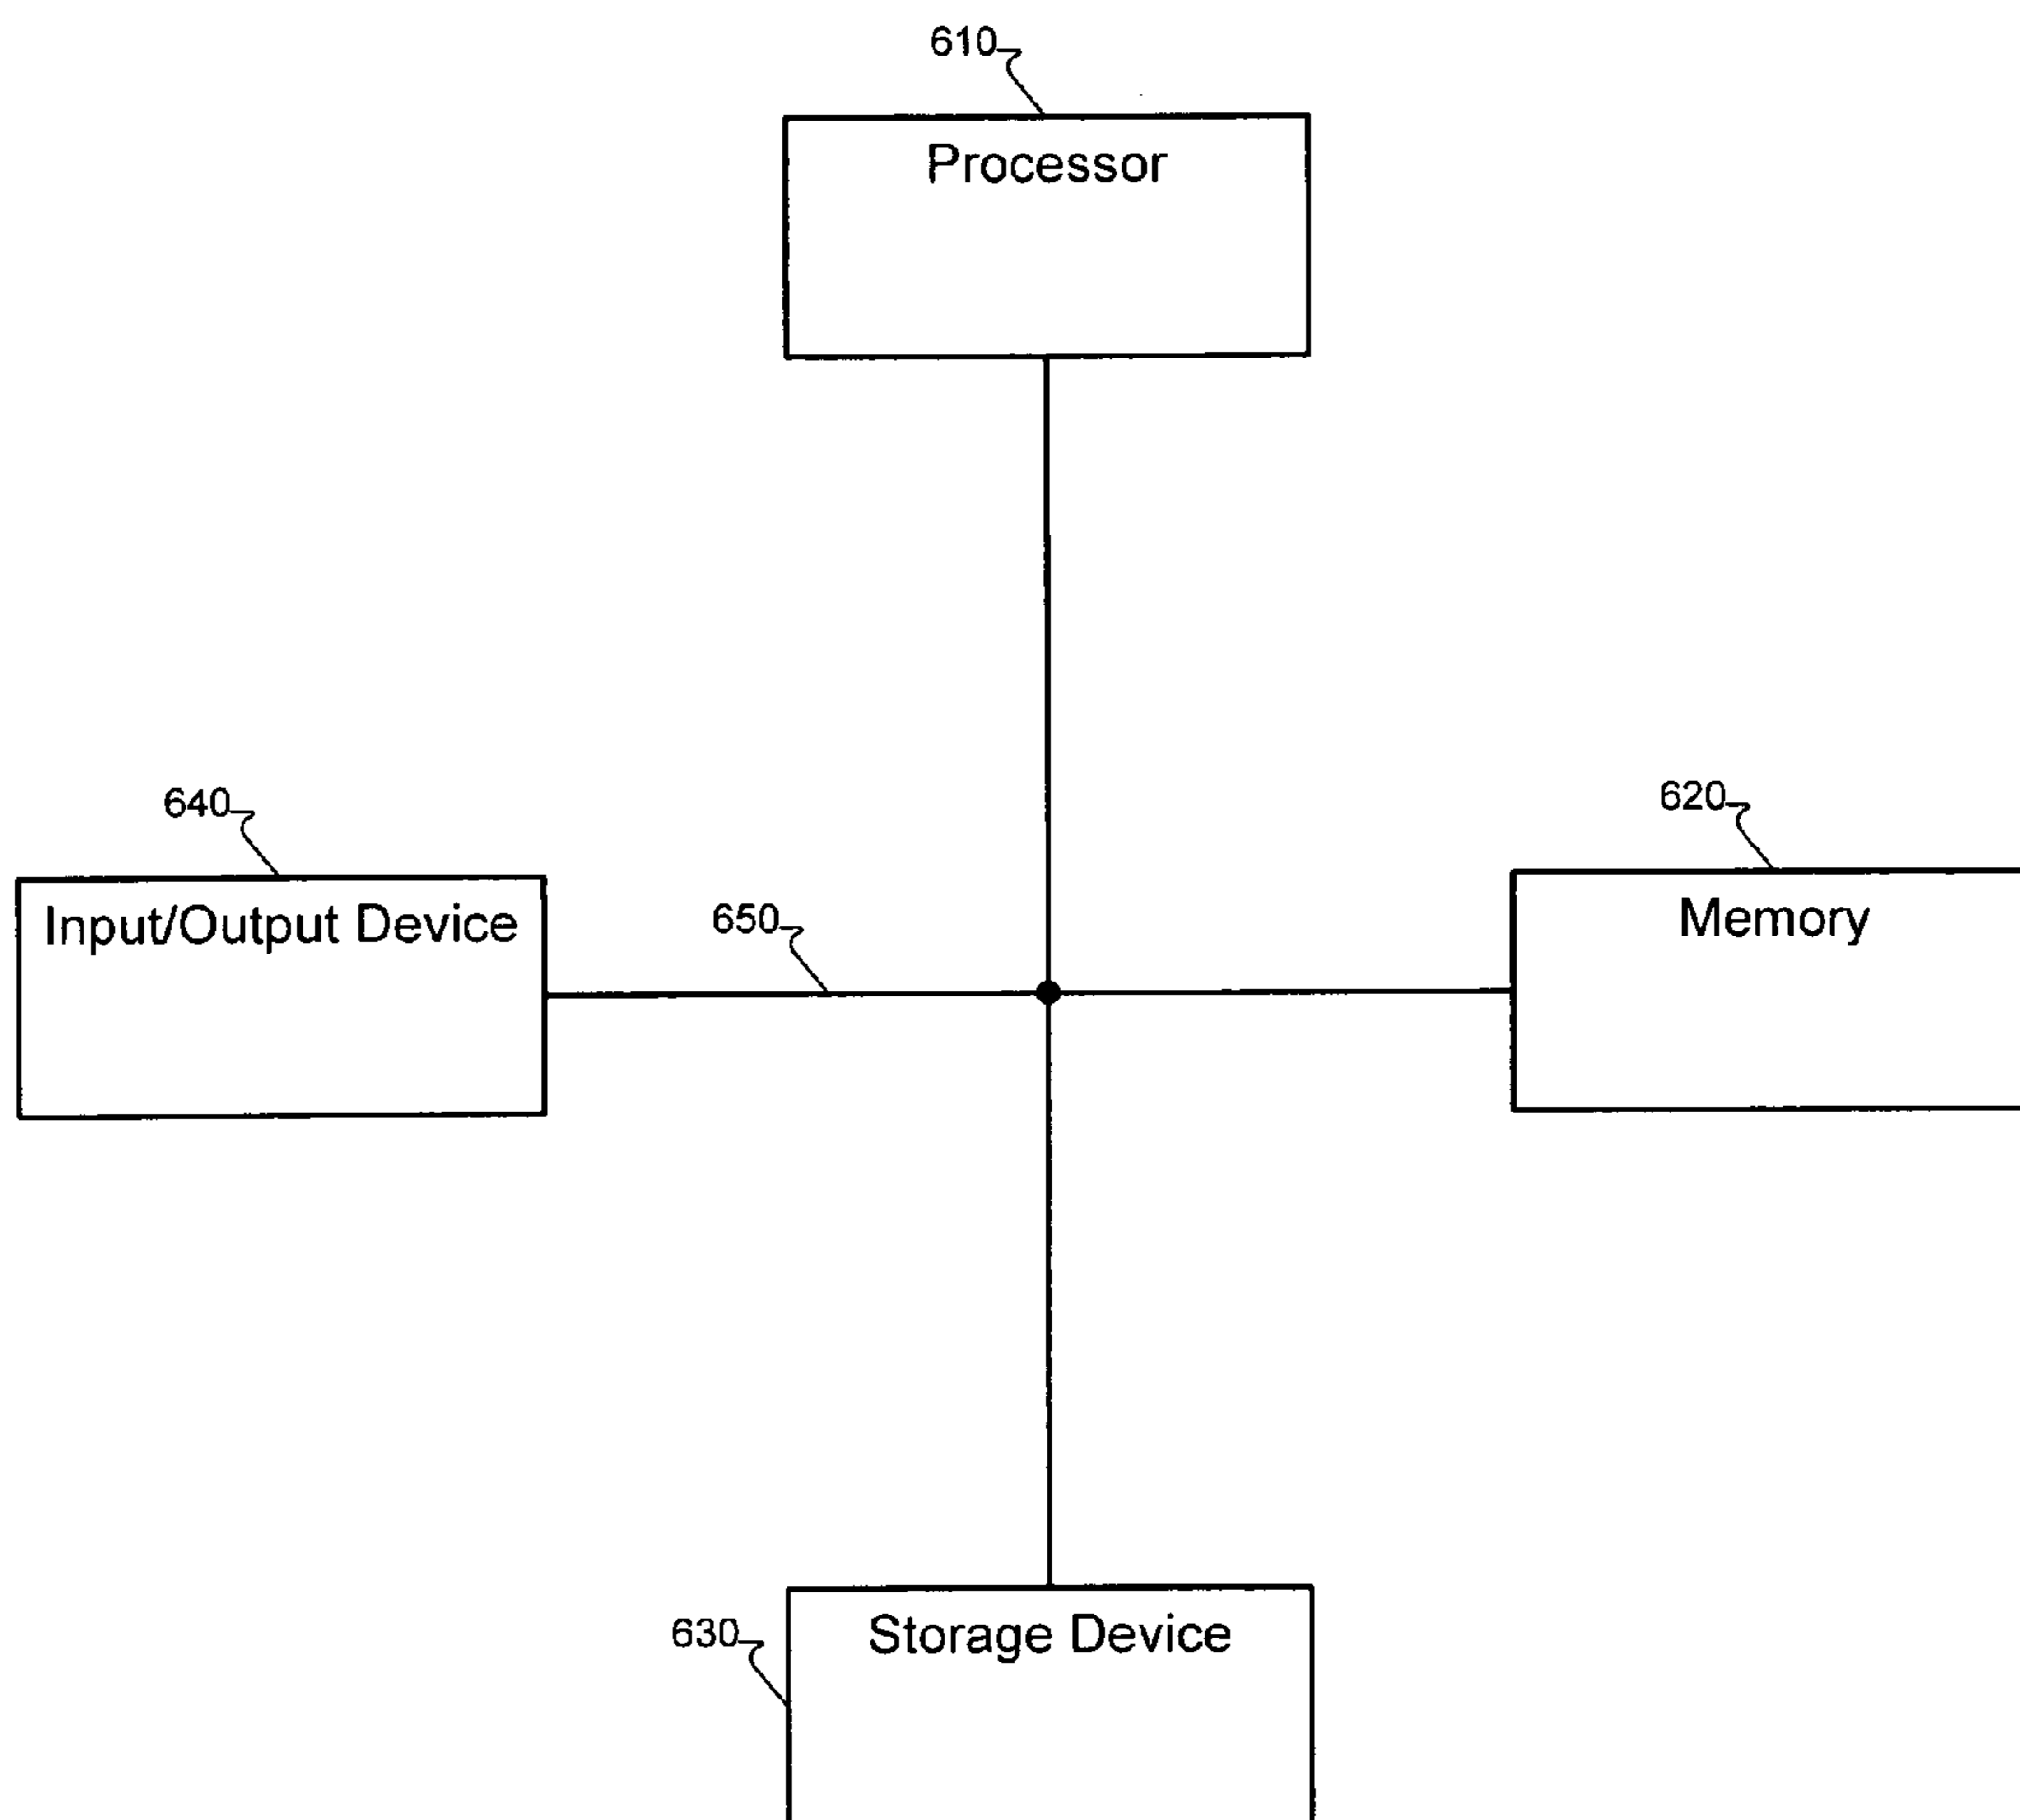 610
Processor
640
620
Input/Output Device
650
Memory
630
Storage Device